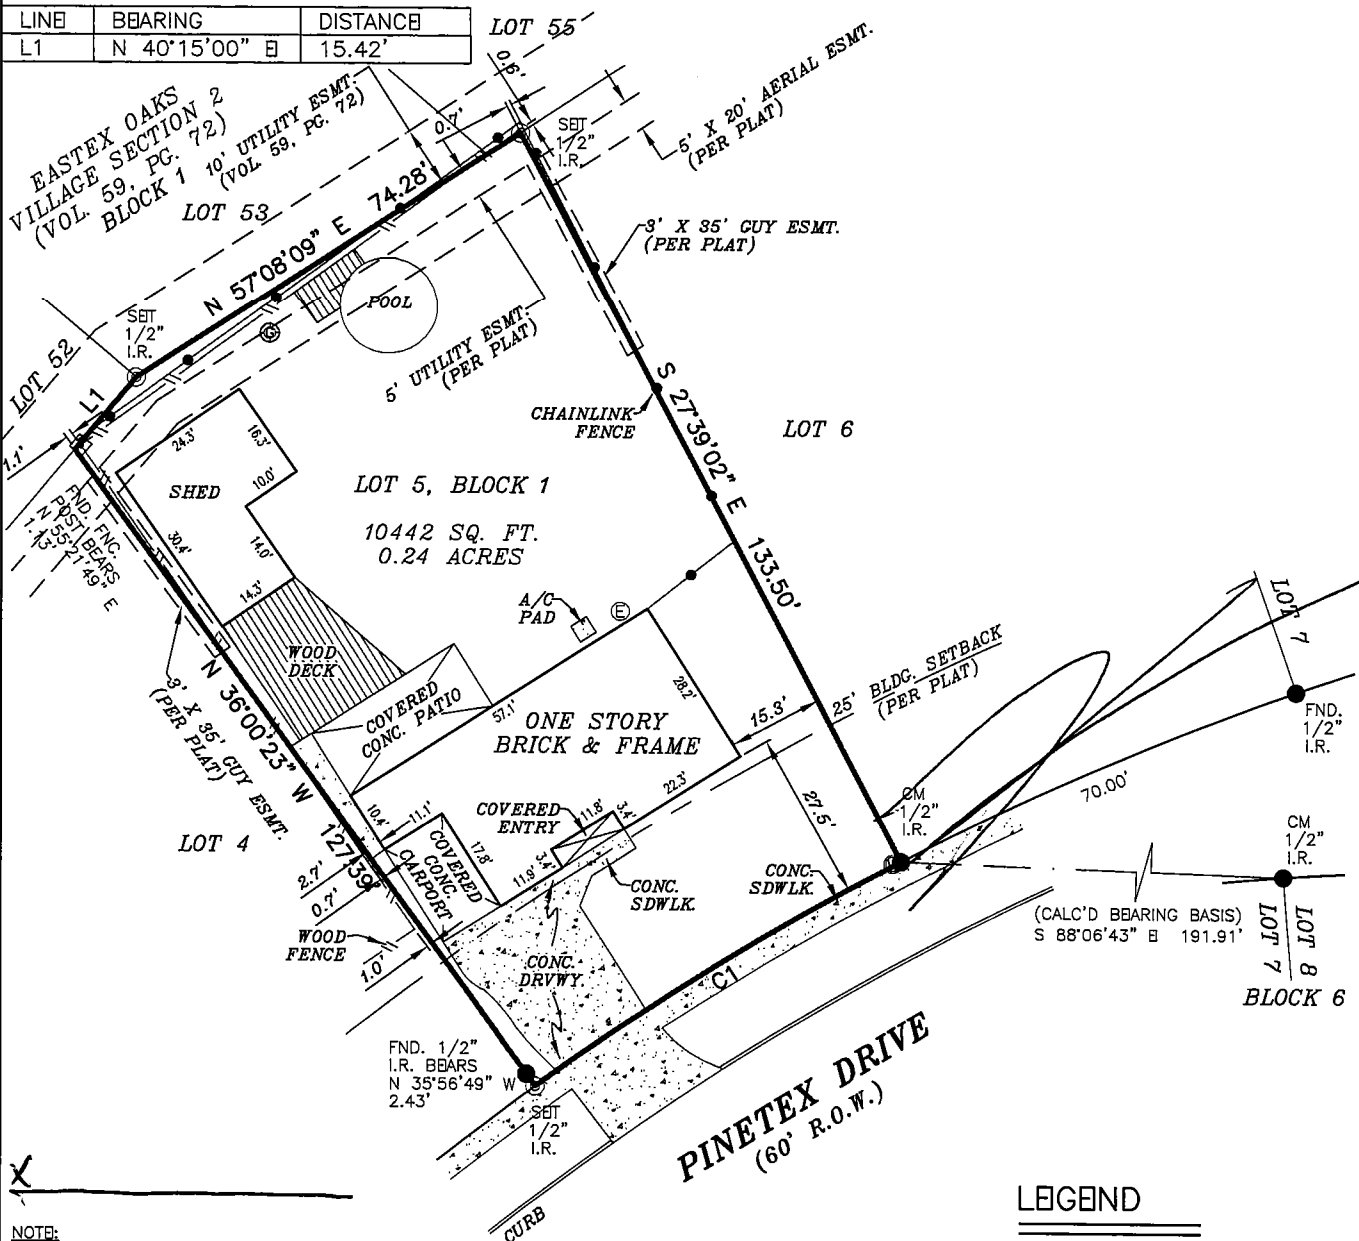 LINE BEARING DISTANCE
L1 N 40°15'00" E 15.42'
LOT 55
EASTEX OAKS
VILLAGE SECTION 2
(VOL. 59, PG. 72)
BLOCK 1
10' UTILITY ESMT.
(VOL. 59, PG. 72)
LOT 53
0.7'
0.6'
SET
1/2"
I.R.
5' X 20' AERIAL ESMT.
(PER PLAT)
N 57°08'09" E 74.28'
3' X 35' GUY ESMT.
(PER PLAT)
SET
1/2"
I.R.
POOL
G
5' UTILITY ESMT.
(PER PLAT)
LOT 52
L1
1.1'
FND. FNC.
POST BEARS
N 55°21'49" E
1.13'
24.3'
16.3'
10.0'
SHED
14.0'
30.4'
14.3'
LOT 5, BLOCK 1
10442 SQ. FT.
0.24 ACRES
CHAINLINK
FENCE
S 27°39'02" E 133.50'
LOT 6
A/C
PAD
E
WOOD
DECK
COVERED
CONC. PATIO
57.1'
28.2'
ONE STORY
BRICK & FRAME
15.3'
25' BLDG. SETBACK
(PER PLAT)
3' X 35' GUY ESMT.
(PER PLAT)
N 36°00'23" W 127.39'
LOT 4
10.4'
11.1'
17.8'
COVERED
CONC.
CARPORT
COVERED
ENTRY
11.8'
3.4'
22.3'
3.4'
11.9'
27.5'
2.7'
0.7'
WOOD
FENCE
1.0'
CONC.
SDWLK.
CONC.
SDWLK.
CONC.
DRVWY.
C1
CM
1/2"
I.R.
70.00'
LOT 7
FND.
1/2"
I.R.
CM
1/2"
I.R.
(CALC'D BEARING BASIS)
S 88°06'43" E 191.91'
LOT 7
LOT 8
BLOCK 6
FND. 1/2"
I.R. BEARS
N 35°56'49" W
2.43'
SET
1/2"
I.R.
PINETEX DRIVE
(60' R.O.W.)
CURB
X
LEGEND
NOTE: